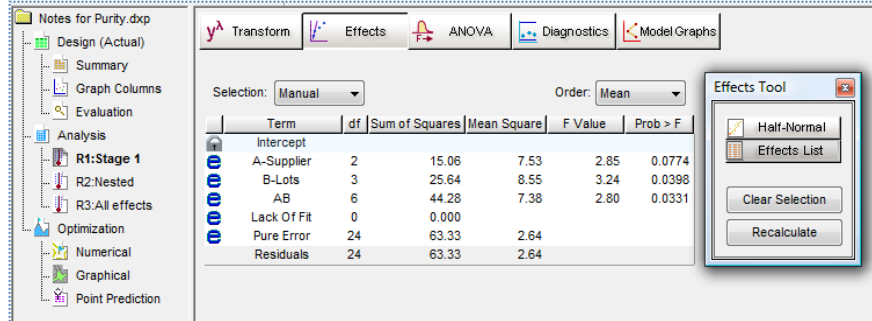 Notes for Purity.dxp
Design (Actual)
Summary
Graph Columns
Evaluation
Analysis
R1:Stage 1
R2:Nested
R3:All effects
Optimization
Numerical
Graphical
Point Prediction
yλ Transform Effects F ANOVA Diagnostics Model Graphs
Selection: Manual Order: Mean
Term df Sum of Squares Mean Square F Value Prob > F
Intercept
e A-Supplier 2 15.06 7.53 2.85 0.0774
e B-Lots 3 25.64 8.55 3.24 0.0398
e AB 6 44.28 7.38 2.80 0.0331
e Lack Of Fit 0 0.000
e Pure Error 24 63.33 2.64
Residuals 24 63.33 2.64
Effects Tool
Half-Normal
Effects List
Clear Selection
Recalculate